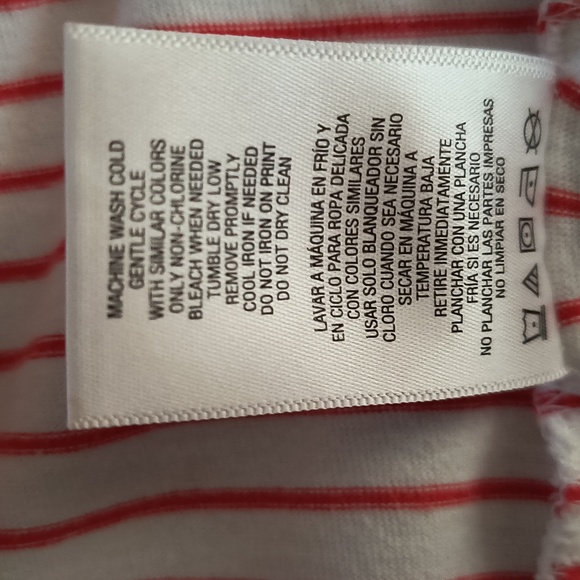 MACHINE WASH COLD
GENTLE CYCLE
WITH SIMILAR COLORS
ONLY NON-CHLORINE
BLEACH WHEN NEEDED
TUMBLE DRY LOW
REMOVE PROMPTLY
COOL IRON IF NEEDED
DO NOT IRON ON PRINT
DO NOT DRY CLEAN
LAVAR A MÁQUINA EN FRÍO Y
EN CICLO PARA ROPA DELICADA
CON COLORES SIMILARES
USAR SOLO BLANQUEADOR SIN
CLORO CUANDO SEA NECESARIO
SECAR EN MÁQUINA A
TEMPERATURA BAJA
RETIRE INMEDIATAMENTE
PLANCHAR CON UNA PLANCHA
FRÍA SI ES NECESARIO
NO PLANCHAR LAS PARTES IMPRESAS
NO LIMPIAR EN SECO